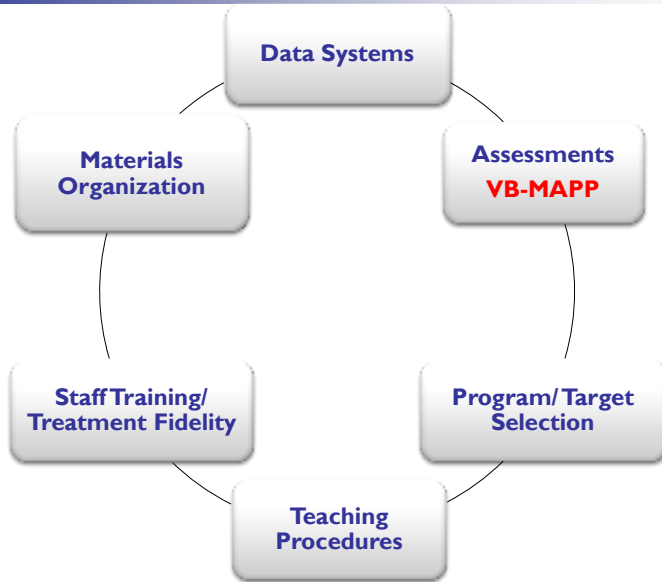 Data Systems
Assessments
VB-MAPP
Program/ Target
Selection
Teaching
Procedures
Staff Training/
Treatment Fidelity
Materials
Organization